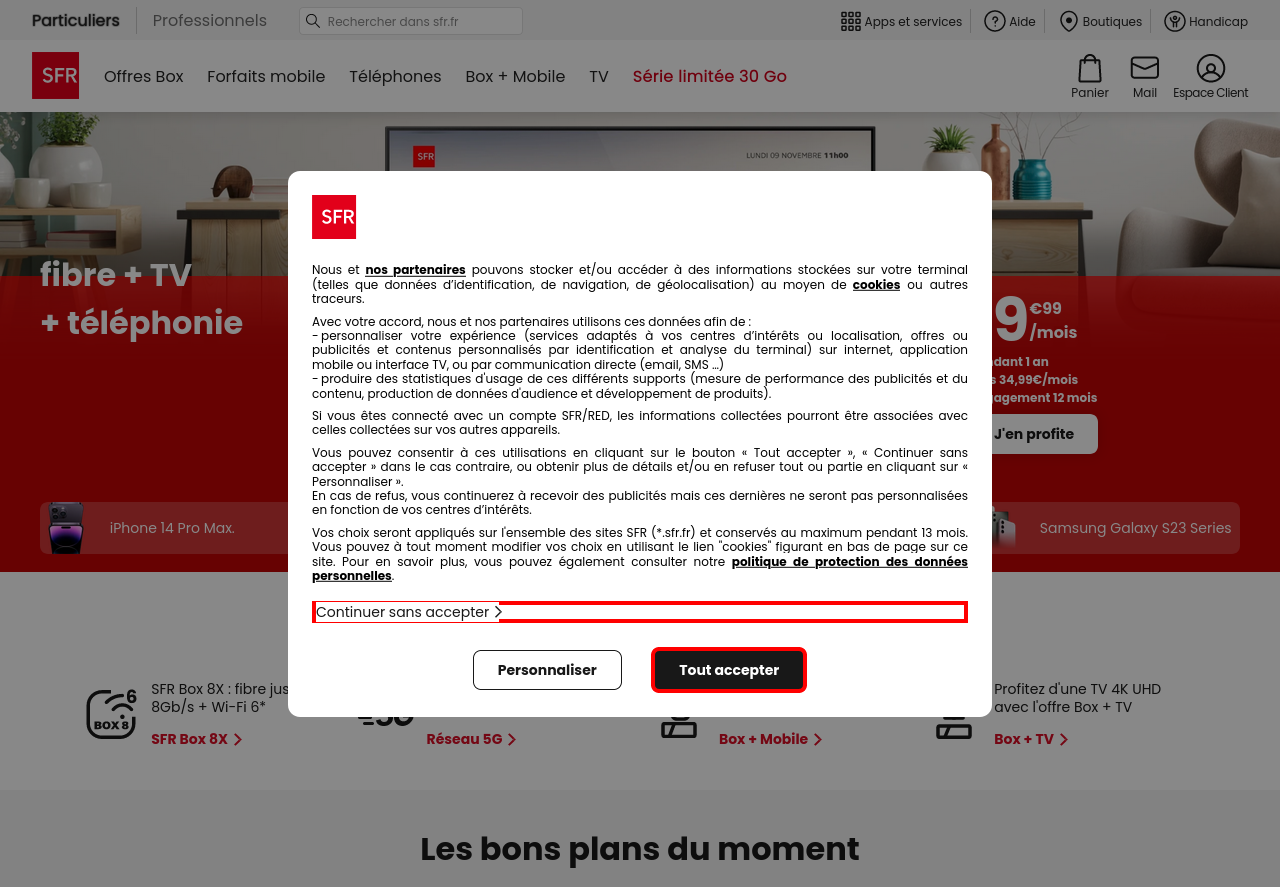 Particuliers
Professionnels
Rechercher dans sfr.fr
Apps et services
Aide
Boutiques
Handicap
SFR
Offres Box
Forfaits mobile
Téléphones
Box + Mobile
TV
Série limitée 30 Go
Panier
Mail
Espace Client
SFR
LUNDI 09 NOVEMBRE 11h00
fibre + TV
+ téléphonie
9€99
/mois
ndant 1 an
s 34,99€/mois
agement 12 mois
J'en profite
iPhone 14 Pro Max.
Samsung Galaxy S23 Series
SFR
Nous et nos partenaires pouvons stocker et/ou accéder à des informations stockées sur votre terminal
(telles que données d’identification, de navigation, de géolocalisation) au moyen de cookies ou autres
traceurs.
Avec votre accord, nous et nos partenaires utilisons ces données afin de :
- personnaliser votre expérience (services adaptés à vos centres d’intérêts ou localisation, offres ou
publicités et contenus personnalisés par identification et analyse du terminal) sur internet, application
mobile ou interface TV, ou par communication directe (email, SMS …)
- produire des statistiques d'usage de ces différents supports (mesure de performance des publicités et du
contenu, production de données d'audience et développement de produits).
Si vous êtes connecté avec un compte SFR/RED, les informations collectées pourront être associées avec
celles collectées sur vos autres appareils.
Vous pouvez consentir à ces utilisations en cliquant sur le bouton « Tout accepter », « Continuer sans
accepter » dans le cas contraire, ou obtenir plus de détails et/ou en refuser tout ou partie en cliquant sur «
Personnaliser ».
En cas de refus, vous continuerez à recevoir des publicités mais ces dernières ne seront pas personnalisées
en fonction de vos centres d’intérêts.
Vos choix seront appliqués sur l'ensemble des sites SFR (*.sfr.fr) et conservés au maximum pendant 13 mois.
Vous pouvez à tout moment modifier vos choix en utilisant le lien "cookies" figurant en bas de page sur ce
site. Pour en savoir plus, vous pouvez également consulter notre politique de protection des données
personnelles.
Continuer sans accepter
Personnaliser
Tout accepter
6
BOX 8
SFR Box 8X : fibre jus
8Gb/s + Wi-Fi 6*
SFR Box 8X
5G
Réseau 5G
Box + Mobile
Profitez d'une TV 4K UHD
avec l'offre Box + TV
Box + TV
Les bons plans du moment